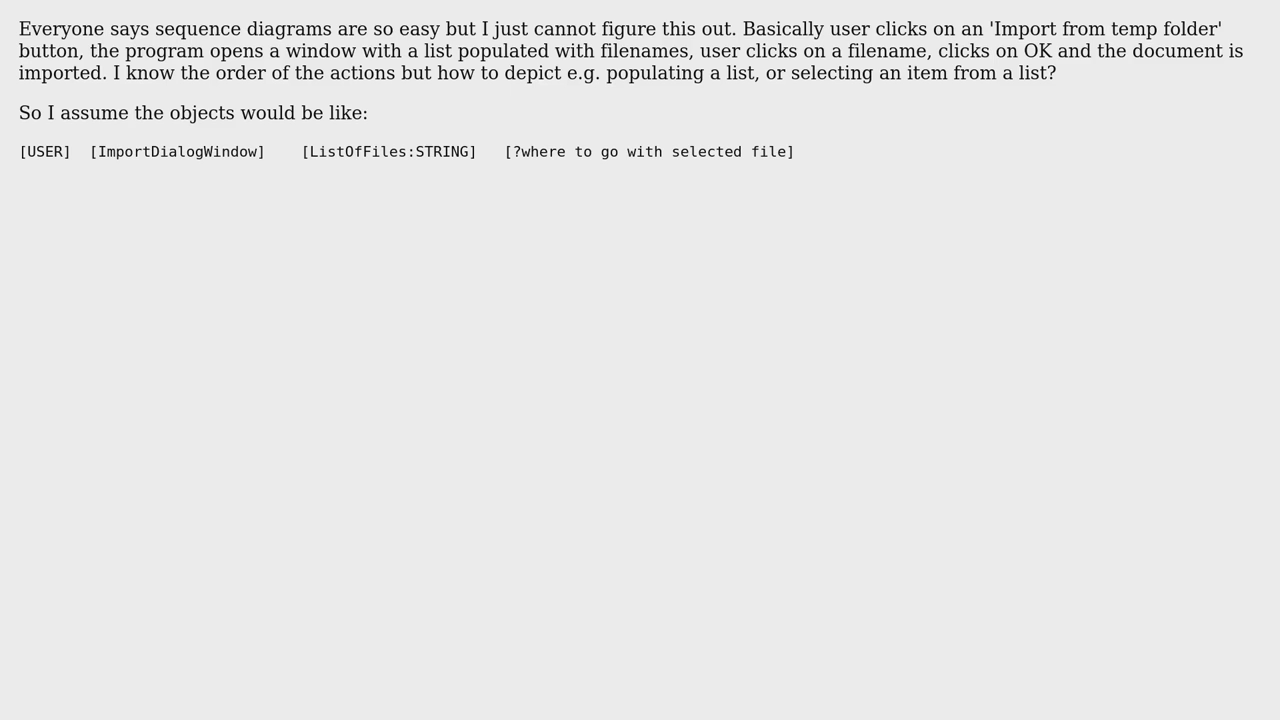 Everyone says sequence diagrams are so easy but I just cannot figure this out. Basically user clicks on an 'Import from temp folder'
button, the program opens a window with a list populated with filenames, user clicks on a filename, clicks on OK and the document is
imported. I know the order of the actions but how to depict e.g. populating a list, or selecting an item from a list?
So I assume the objects would be like:
[USER]  [ImportDialogWindow]    [ListOfFiles:STRING]   [?where to go with selected file]